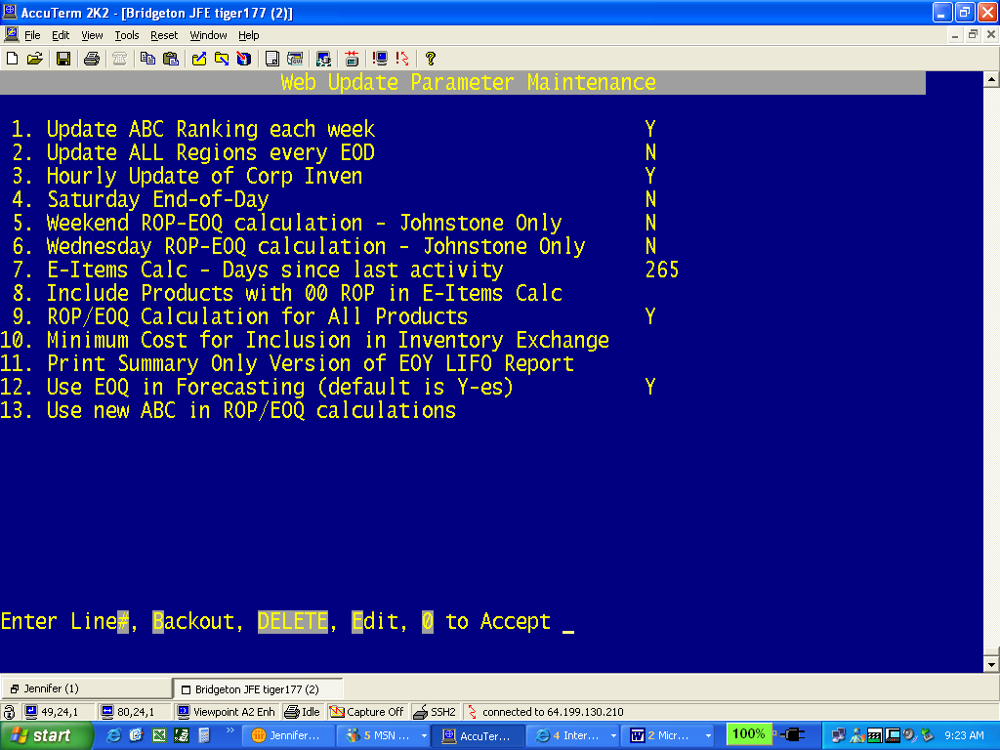 AccuTerm 2K2 - [Bridgeton JFE tiger177 (2)]
File Edit View Tools Reset Window Help
Web Update Parameter Maintenance
1. Update ABC Ranking each week Y
2. Update ALL Regions every EOD N
3. Hourly Update of Corp Inven Y
4. Saturday End-of-Day N
5. Weekend ROP-EOQ calculation - Johnstone Only N
6. Wednesday ROP-EOQ calculation - Johnstone Only N
7. E-Items Calc - Days since last activity 265
8. Include Products with 00 ROP in E-Items Calc
9. ROP/EOQ Calculation for All Products Y
10. Minimum Cost for Inclusion in Inventory Exchange
11. Print Summary Only Version of EOY LIFO Report
12. Use EOQ in Forecasting (default is Y-es) Y
13. Use new ABC in ROP/EOQ calculations
Enter Line#, Backout, DELETE, Edit, 0 to Accept _
Jennifer (1) Bridgeton JFE tiger177 (2)
49,24,1 80,24,1 Viewpoint A2 Enh Idle Capture Off SSH2 connected to 64.199.130.210
start Jennifer... 5 MSN ... AccuTer... 4 Inter... 2 Micr... 100% 9:23 AM